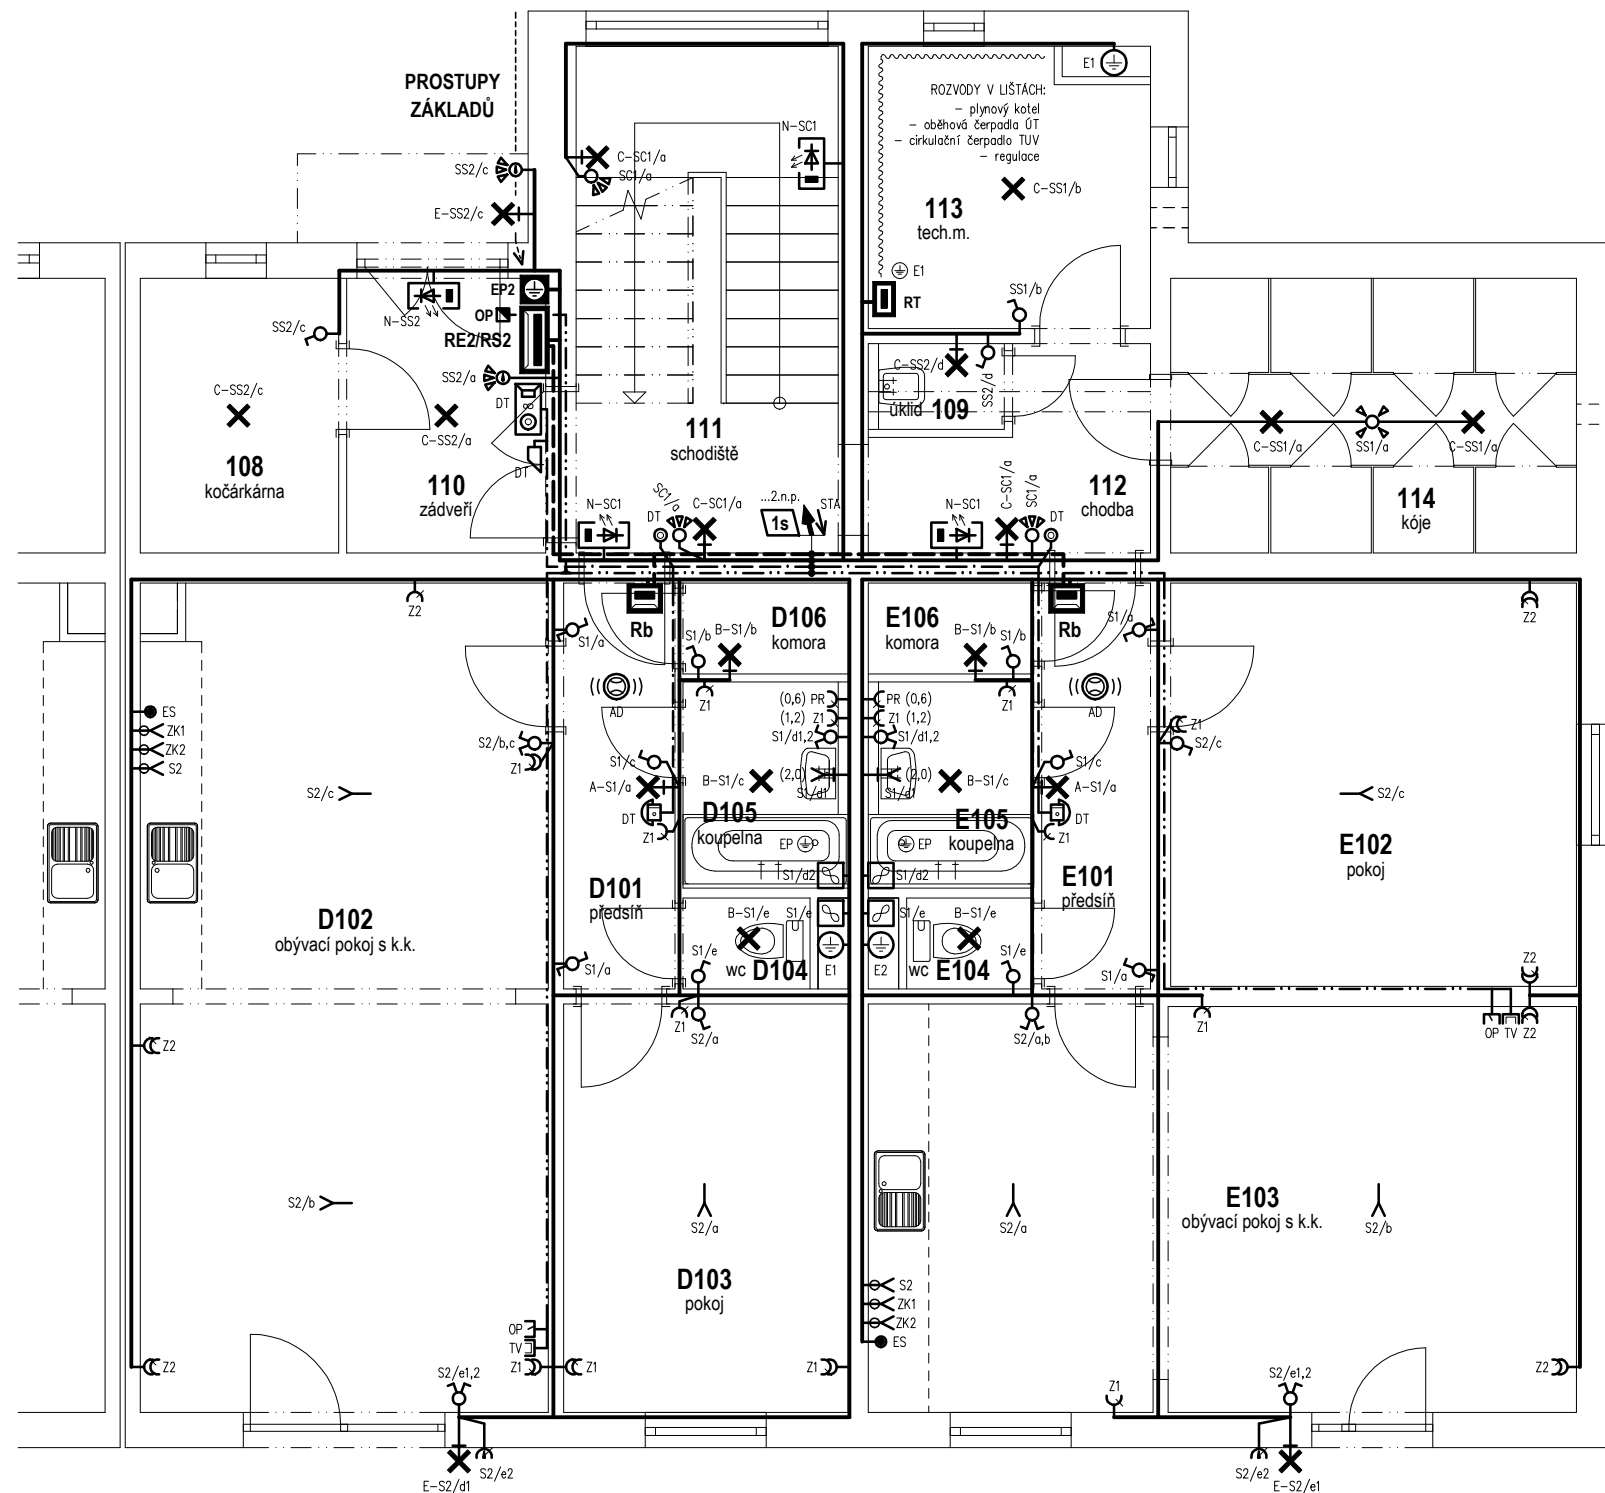 PROSTUPY
ZÁKLADŮ
SS2/c
E-SS2/c
C-SC1/a
SC1/a
N-SC1
E1
ROZVODY V LIŠTÁCH:
– plynový kotel
– oběhová čerpadla ÚT
– cirkulační čerpadlo TUV
– regulace
C-SS1/b
113
tech.m.
E1
RT
SS1/b
EP2
OP
RE2/RS2
N-SS2
SS2/c
SS2/a
DT
DT
C-SS2/c
C-SS2/a
108
kočárkárna
110
zádveří
111
schodiště
C-SS2/d
SS2/d
úklid 109
C-SS1/a
SS1/a
C-SS1/a
114
kóje
112
chodba
N-SC1
SC1/a
DT
C-SC1/a
...2.n.p.
1s
STA
N-SC1
C-SC1/a
SC1/a
DT
Z2
Rb
S1/a
S1/b
B-S1/b
D106
komora
E106
komora
B-S1/b
S1/b
Rb
S1/a
Z2
AD
Z1
Z1
AD
ES
ZK1
ZK2
S2
S2/b,c
Z1
S1/c
A-S1/a
DT
Z1
(0,6) PR
(1,2) Z1
S1/d1,2
(2,0)
S1/d1
B-S1/c
D105
koupelna
EP
S1/d2
PR (0,6)
Z1 (1,2)
S1/d1,2
(2,0)
S1/d1
B-S1/c
E105
koupelna
EP
S1/d2
S1/c
A-S1/a
DT
Z1
Z1
S2/c
S2/c
S2/c
D102
obývací pokoj s k.k.
D101
předsíň
E101
předsíň
E102
pokoj
B-S1/e
S1/e
S1/e
wc D104
E1
S1/e
B-S1/e
S1/e
wc E104
E2
S1/a
S1/a
Z1
S2/a
S2/a,b
Z1
Z2
OP
TV
Z2
Z2
S2/b
S2/a
S2/a
S2/b
D103
pokoj
E103
obývací pokoj s k.k.
S2
ZK1
ZK2
ES
OP
TV
Z1
Z1
Z1
Z2
Z2
S2/e1,2
S2/e2
E-S2/d1
Z1
S2/e1,2
S2/e2
E-S2/e1